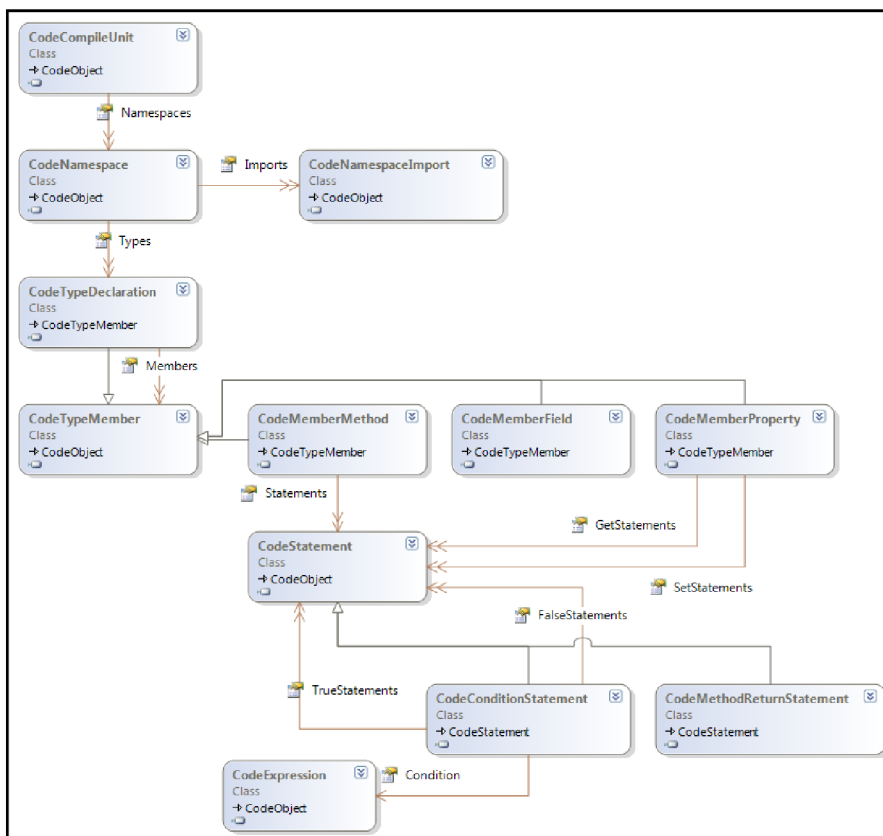 CodeCompileUnit
Class
CodeObject
Namespaces
CodeNamespace
Class
CodeObject
Imports
CodeNamespaceImport
Class
CodeObject
Types
CodeTypeDeclaration
Class
CodeTypeMember
Members
CodeTypeMember
Class
CodeObject
CodeMemberMethod
Class
CodeTypeMember
CodeMemberField
Class
CodeTypeMember
CodeMemberProperty
Class
CodeTypeMember
Statements
GetStatements
SetStatements
CodeStatement
Class
CodeObject
FalseStatements
TrueStatements
CodeConditionStatement
Class
CodeStatement
CodeMethodReturnStatement
Class
CodeStatement
Condition
CodeExpression
Class
CodeObject